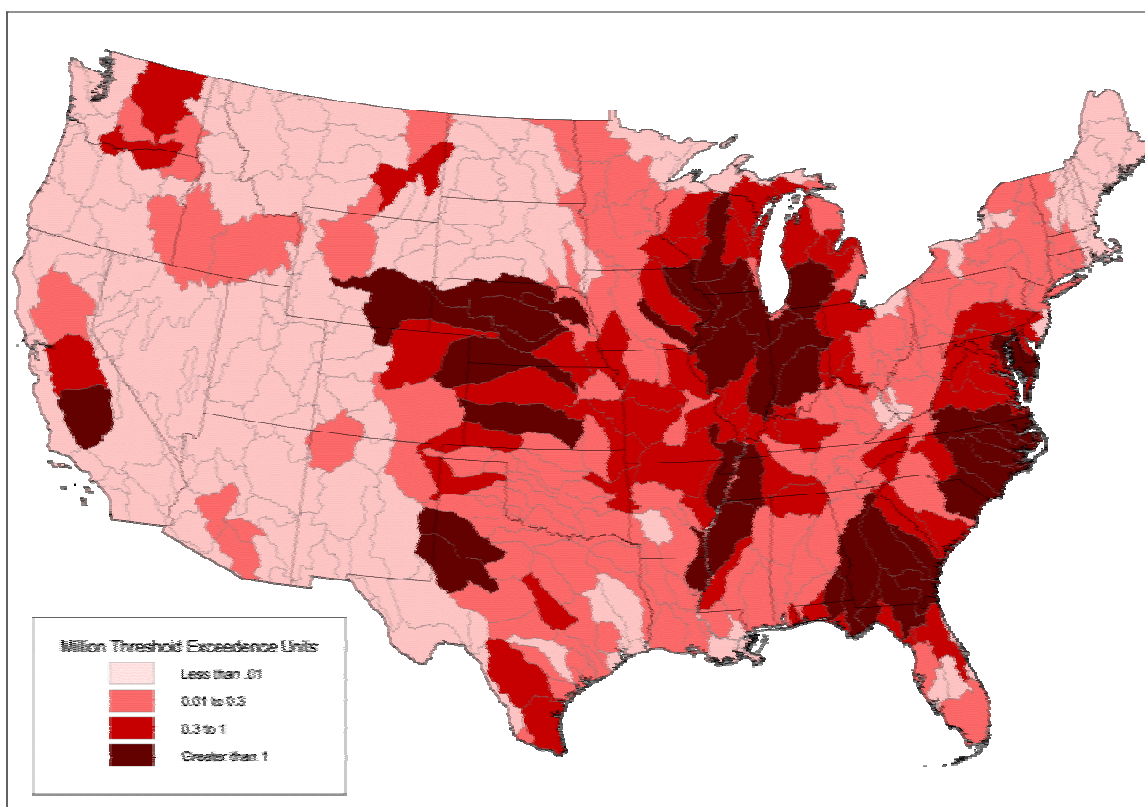 Million Threshold Exceedence Units
Less than .01
0.01 to 0.3
0.3 to 1
Greater than 1